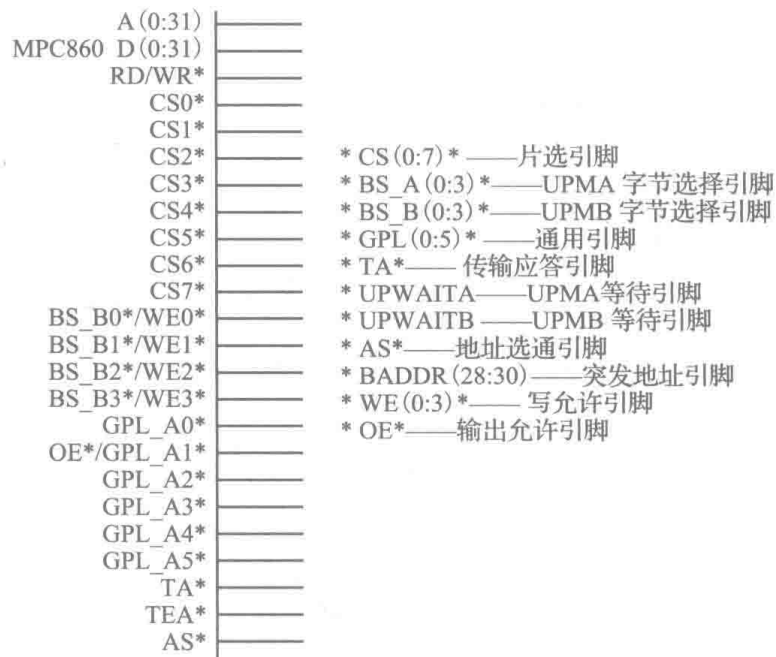 A(0:31)
MPC860 D(0:31)
RD/WR*
CS0*
CS1*
CS2*
CS3*
CS4*
CS5*
CS6*
CS7*
BS_B0*/WE0*
BS_B1*/WE1*
BS_B2*/WE2*
BS_B3*/WE3*
GPL_A0*
OE*/GPL_A1*
GPL_A2*
GPL_A3*
GPL_A4*
GPL_A5*
TA*
TEA*
AS*
* CS(0:7)*——片选引脚
* BS_A(0:3)*——UPMA 字节选择引脚
* BS_B(0:3)*——UPMB 字节选择引脚
* GPL(0:5)*——通用引脚
* TA*——传输应答引脚
* UPWAITA——UPMA等待引脚
* UPWAITB——UPMB 等待引脚
* AS*——地址选通引脚
* BADDR(28:30)——突发地址引脚
* WE(0:3)*——写允许引脚
* OE*——输出允许引脚